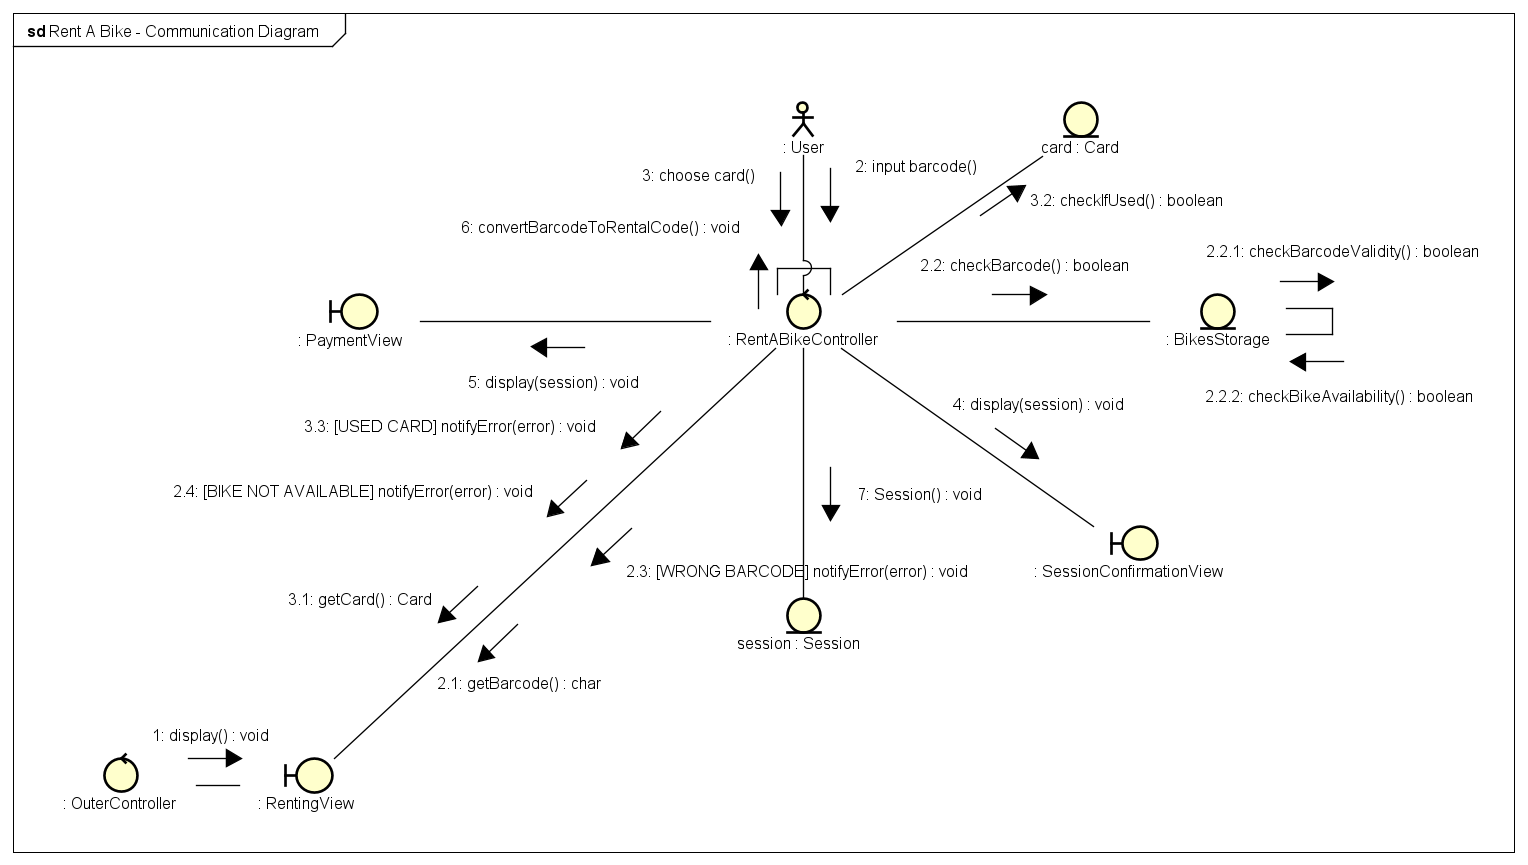 sd Rent A Bike - Communication Diagram
: User
card : Card
3: choose card()
2: input barcode()
3.2: checkIfUsed() : boolean
6: convertBarcodeToRentalCode() : void
2.2: checkBarcode() : boolean
2.2.1: checkBarcodeValidity() : boolean
: PaymentView
: RentABikeController
: BikesStorage
5: display(session) : void
2.2.2: checkBikeAvailability() : boolean
4: display(session) : void
3.3: [USED CARD] notifyError(error) : void
2.4: [BIKE NOT AVAILABLE] notifyError(error) : void
7: Session() : void
2.3: [WRONG BARCODE] notifyError(error) : void
: SessionConfirmationView
3.1: getCard() : Card
session : Session
2.1: getBarcode() : char
1: display() : void
: OuterController
: RentingView